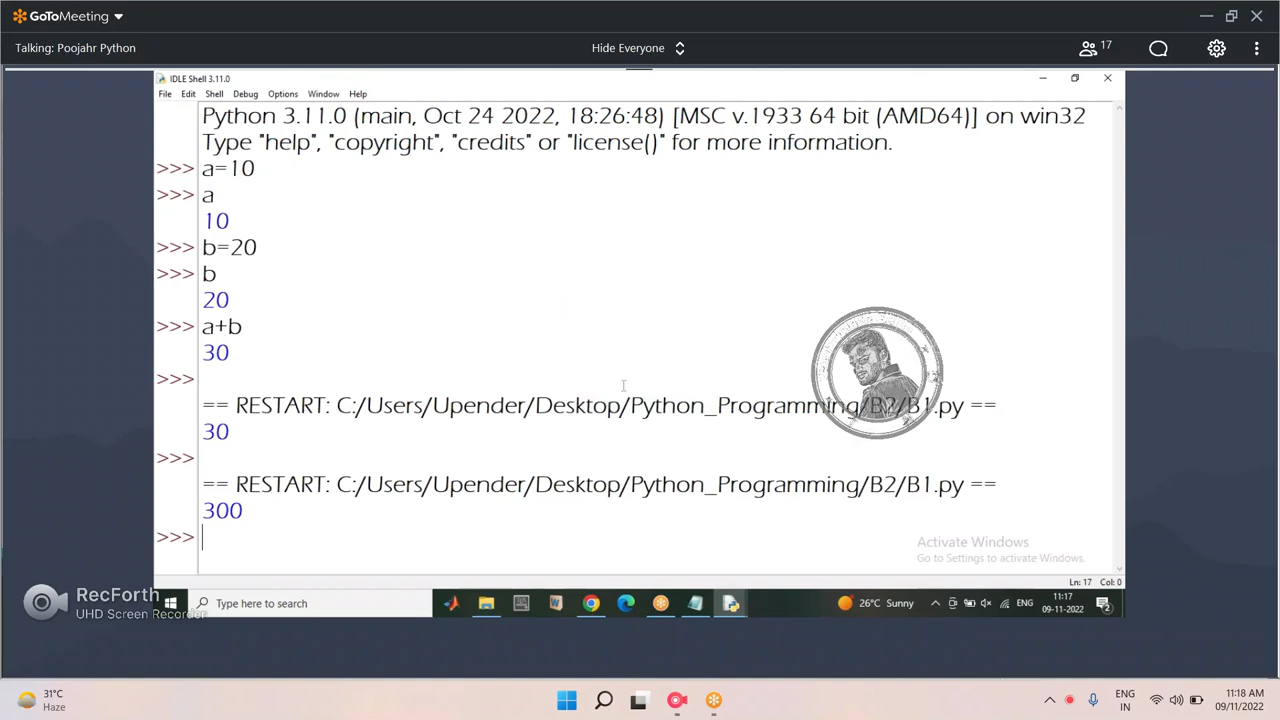 GoToMeeting
Talking: Poojahr Python
Hide Everyone
17
IDLE Shell 3.11.0
File Edit Shell Debug Options Window Help
Python 3.11.0 (main, Oct 24 2022, 18:26:48) [MSC v.1933 64 bit (AMD64)] on win32
Type "help", "copyright", "credits" or "license()" for more information.
>>> a=10
>>> a
10
>>> b=20
>>> b
20
>>> a+b
30
>>>
== RESTART: C:/Users/Upender/Desktop/Python_Programming/B2/B1.py ==
30
>>>
== RESTART: C:/Users/Upender/Desktop/Python_Programming/B2/B1.py ==
300
>>>
Activate Windows
Go to Settings to activate Windows.
Ln: 17 Col: 0
RecForth
UHD Screen Recorder
Type here to search
26°C Sunny
ENG
11:17
09-11-2022
2
31°C
Haze
ENG
IN
11:18 AM
09/11/2022